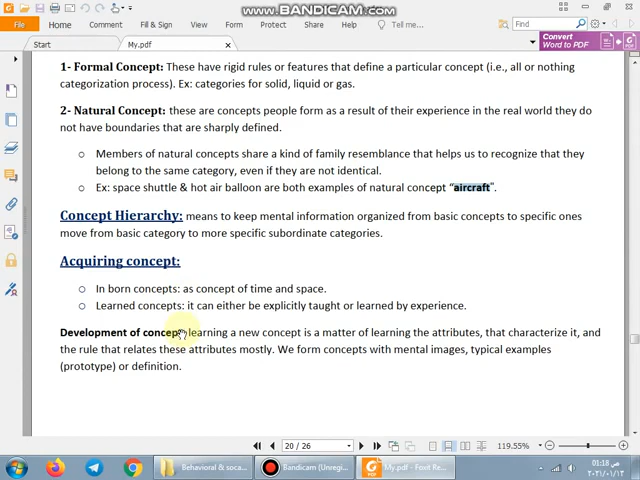 www.BANDICAM.com
File
Home
Comment
Fill & Sign
View
Form
Protect
Share
Help
Tell me...
Find
Start
My.pdf
Convert
Word to PDF
1- Formal Concept: These have rigid rules or features that define a particular concept (i.e., all or nothing
categorization process). Ex: categories for solid, liquid or gas.
2- Natural Concept: these are concepts people form as a result of their experience in the real world they do
not have boundaries that are sharply defined.
o Members of natural concepts share a kind of family resemblance that helps us to recognize that they
belong to the same category, even if they are not identical.
o Ex: space shuttle & hot air balloon are both examples of natural concept “aircraft”.
Concept Hierarchy: means to keep mental information organized from basic concepts to specific ones
move from basic category to more specific subordinate categories.
Acquiring concept:
o In born concepts: as concept of time and space.
o Learned concepts: it can either be explicitly taught or learned by experience.
Development of concept learning a new concept is a matter of learning the attributes, that characterize it, and
the rule that relates these attributes mostly. We form concepts with mental images, typical examples
(prototype) or definition.
20 / 26
119.55%
Behavioral & soca...
Bandicam (Unregi...
My.pdf - Foxit Re...
01:18 ص
٢٠٢١/٠١/١٣